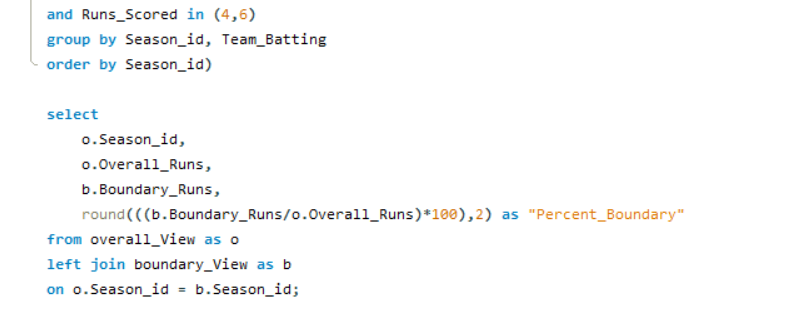 and Runs_Scored in (4,6)
group by Season_id, Team_Batting
order by Season_id)
select
o.Season_id,
o.Overall_Runs,
b.Boundary_Runs,
round(((b.Boundary_Runs/o.Overall_Runs)*100),2) as "Percent_Boundary"
from overall_View as o
left join boundary_View as b
on o.Season_id = b.Season_id;